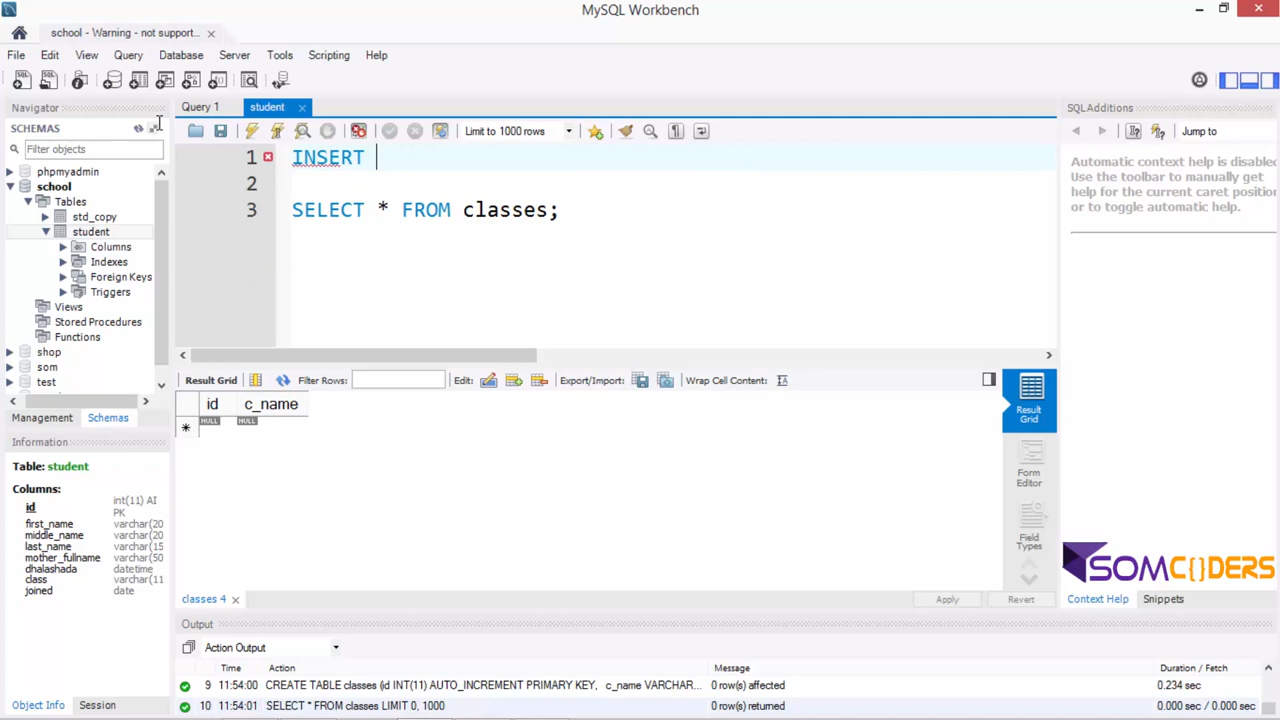 MySQL Workbench
school - Warning - not support...
File Edit View Query Database Server Tools Scripting Help
Navigator
SCHEMAS
Filter objects
phpmyadmin
school
Tables
std_copy
student
Columns
Indexes
Foreign Keys
Triggers
Views
Stored Procedures
Functions
shop
som
test
Management Schemas
Information
Table: student
Columns:
id int(11) AI PK
first_name varchar(20
middle_name varchar(20
last_name varchar(15
mother_fullname varchar(50
dhalashada datetime
class varchar(11
joined date
Object Info Session
Query 1 student
Limit to 1000 rows
1 INSERT
2
3 SELECT * FROM classes;
Result Grid Filter Rows: Edit: Export/Import: Wrap Cell Content:
id c_name
NULL NULL
Result Grid
Form Editor
Field Types
classes 4 Apply Revert
Output
Action Output
Time Action Message Duration / Fetch
9 11:54:00 CREATE TABLE classes (id INT(11) AUTO_INCREMENT PRIMARY KEY, c_name VARCHAR... 0 row(s) affected 0.234 sec
10 11:54:01 SELECT * FROM classes LIMIT 0, 1000 0 row(s) returned 0.000 sec / 0.000 sec
SQLAdditions
Jump to
Automatic context help is disabled
Use the toolbar to manually get
help for the current caret position
or to toggle automatic help.
SOMC{}DERS
Context Help Snippets